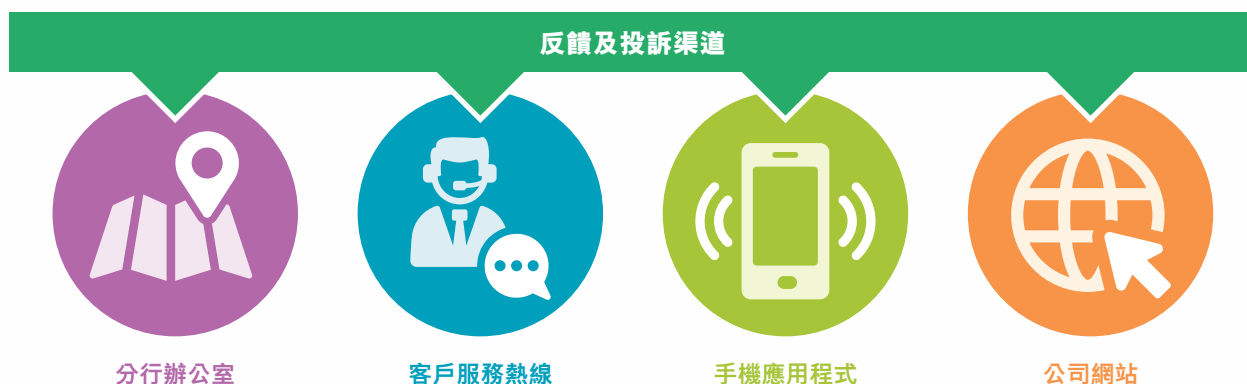 反饋及投訴渠道
分行辦公室
客戶服務熱線
手機應用程式
公司網站